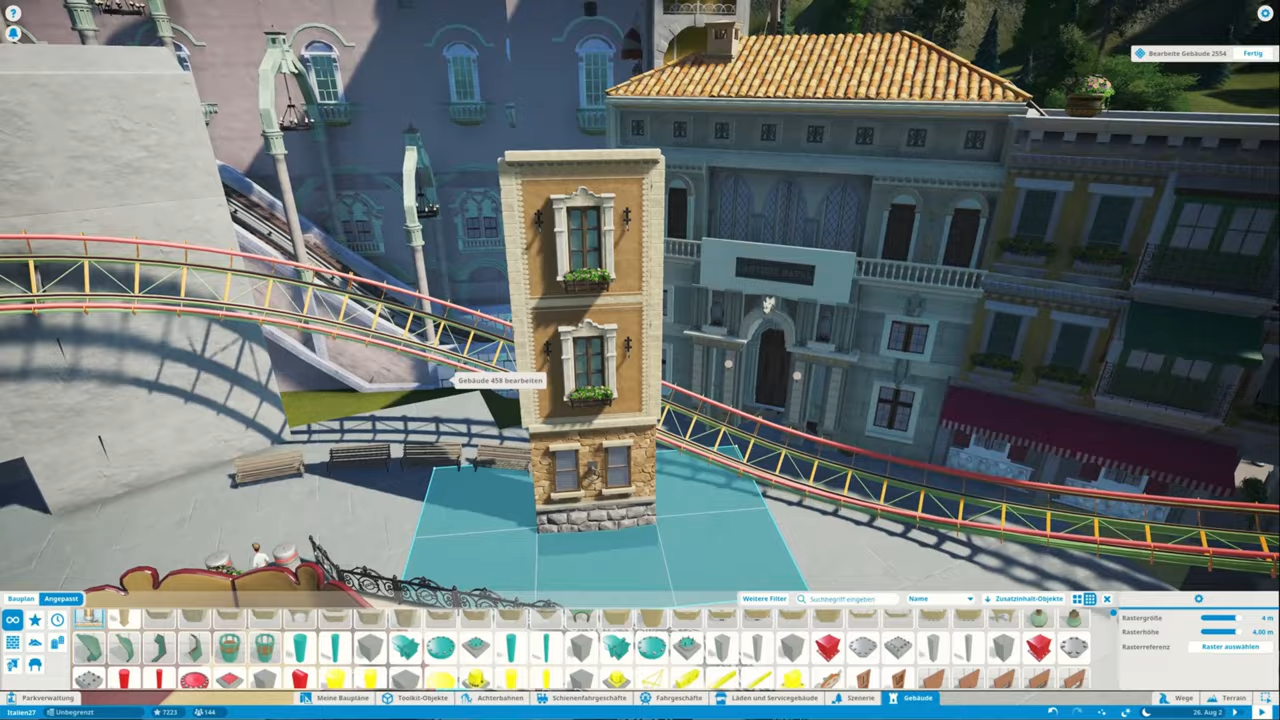 Bearbeite Gebäude 2554 Fertig
Gebäude 458 bearbeiten
Bauplan Angepasst
Weitere Filter Suchbegriff eingeben Name Zusatzinhalt-Objekte
Rastergröße 4 m
Rasterhöhe 4,00 m
Rasterreferenz Raster auswählen
Parkverwaltung Meine Baupläne Toolkit-Objekte Achterbahnen Schienenfahrgeschäfte Fahrgeschäfte Läden und Servicegebäude Szenerie Gebäude Wege Terrain
Italien27 Unbegrenzt 7223 144 26. Aug 2